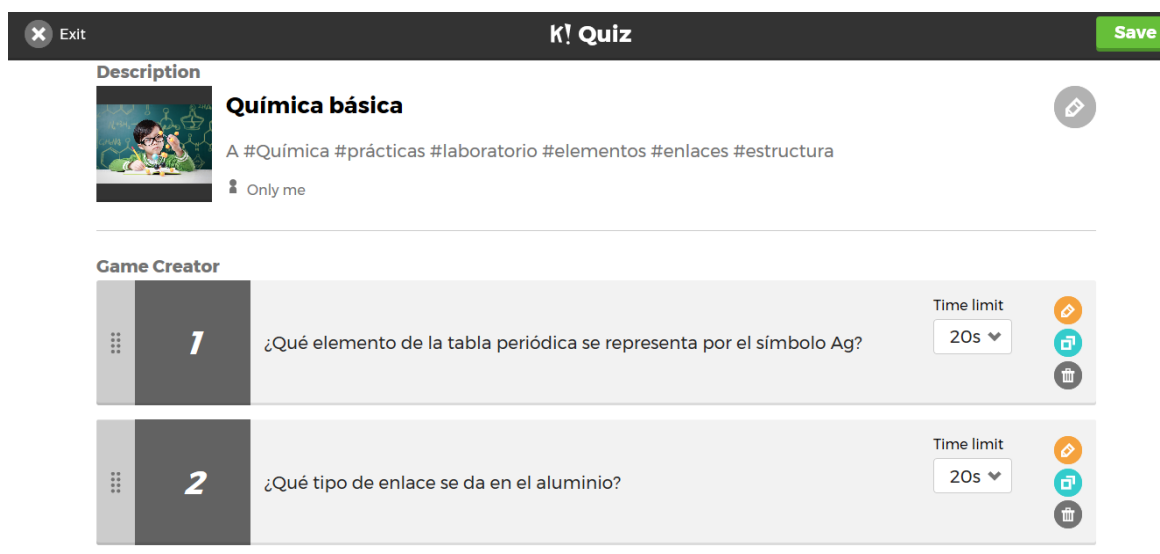 Exit
K! Quiz
Save
Description
Química básica
A #Química #prácticas #laboratorio #elementos #enlaces #estructura
Only me
Game Creator
Time limit
1
¿Qué elemento de la tabla periódica se representa por el símbolo Ag?
20s
Time limit
2
¿Qué tipo de enlace se da en el aluminio?
20s